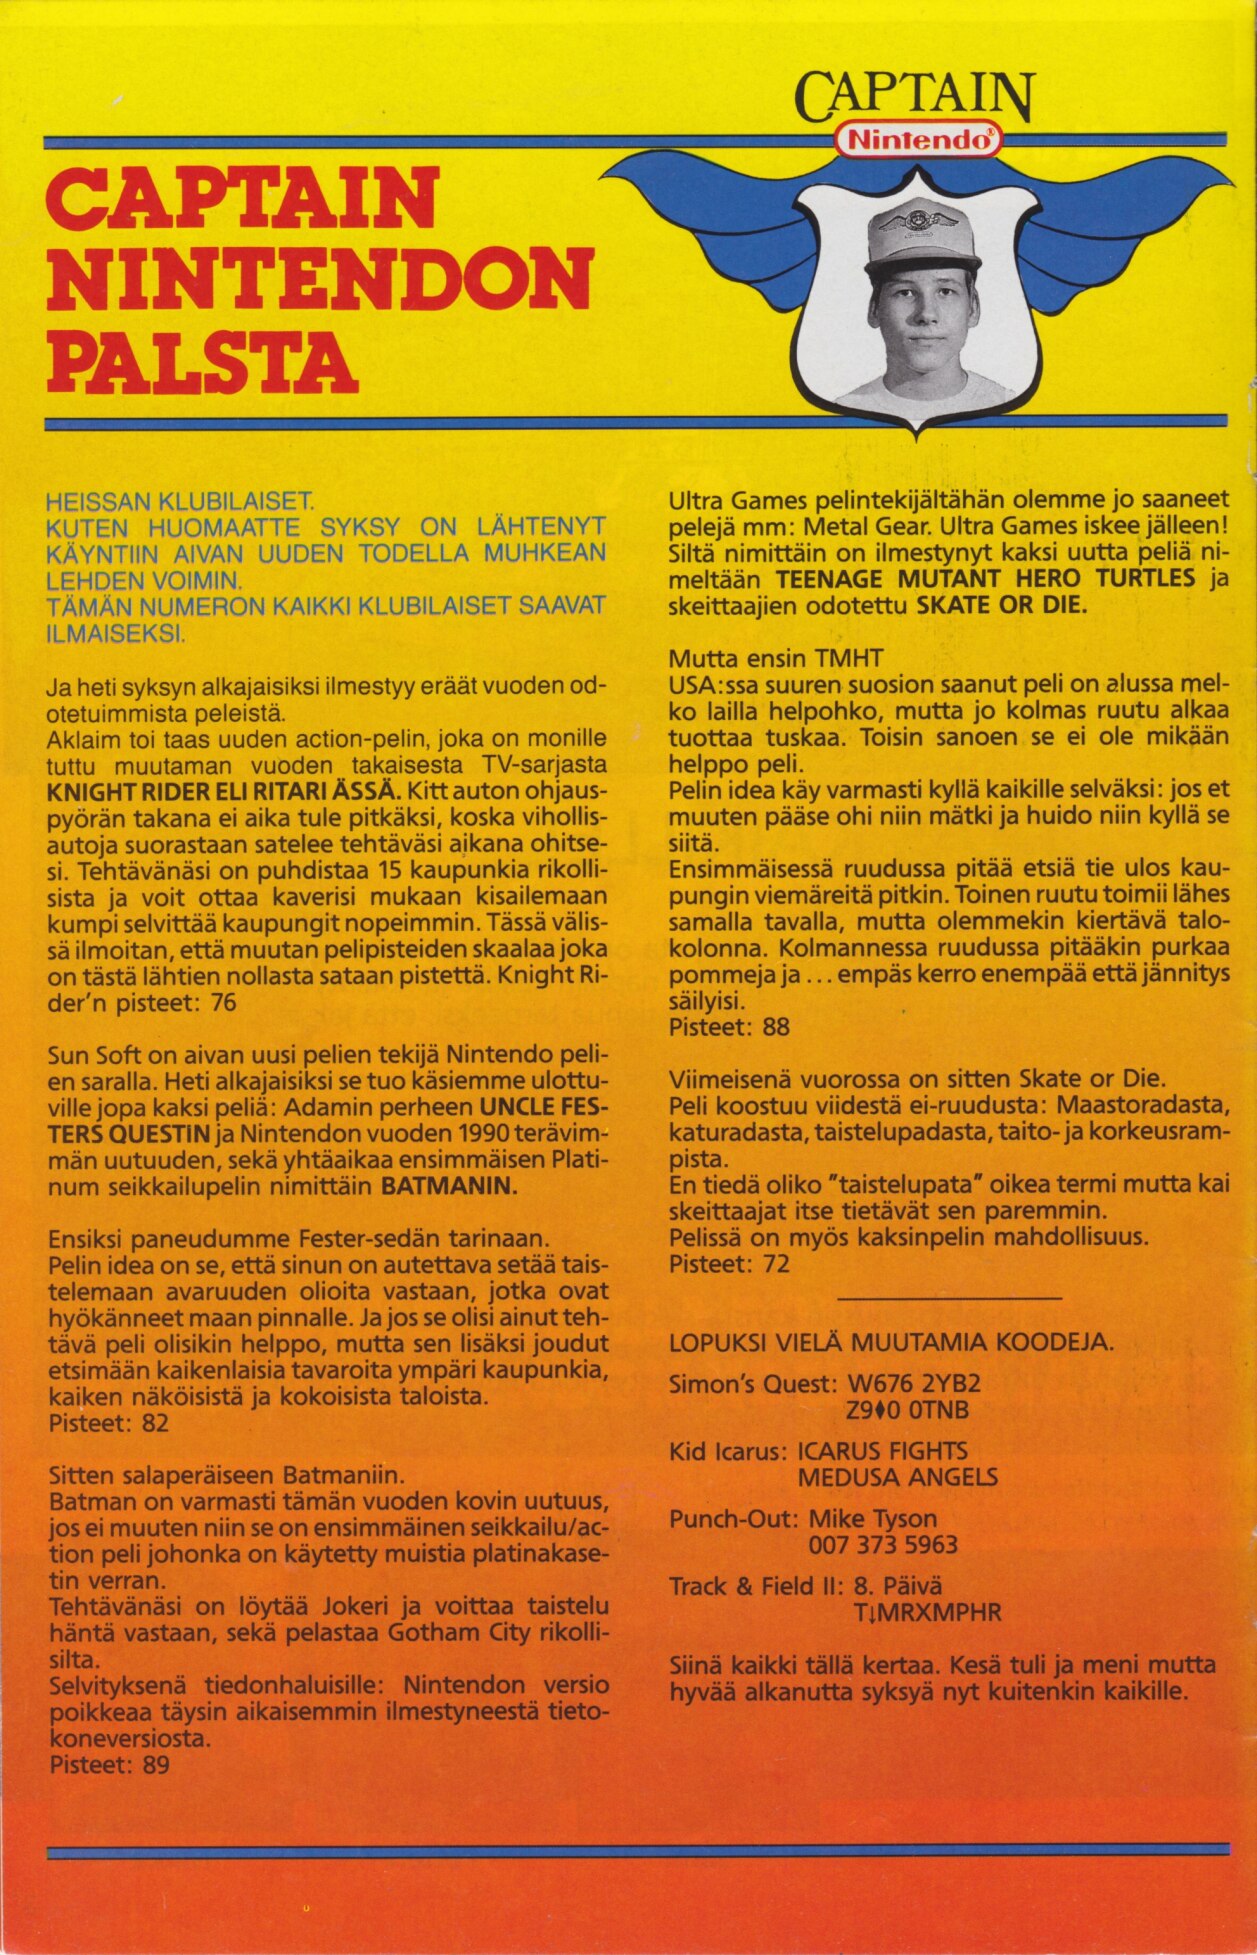 CAPTAIN
Nintendo®
CAPTAIN
NINTENDON
PALSTA
HEISSAN KLUBILAISET.
KUTEN HUOMAATTE SYKSY ON LÄHTENYT
KÄYNTIIN AIVAN UUDEN TODELLA MUHKEAN
LEHDEN VOIMIN.
TÄMÄN NUMERON KAIKKI KLUBILAISET SAAVAT
ILMAISEKSI.
Ja heti syksyn alkajaisiksi ilmestyy eräät vuoden od-
otetuimmista peleistä.
Aklaim toi taas uuden action-pelin, joka on monille
tuttu muutaman vuoden takaisesta TV-sarjasta
KNIGHT RIDER ELI RITARI ÄSSÄ. Kitt auton ohjaus-
pyörän takana ei aika tule pitkäksi, koska vihollis-
autoja suorastaan satelee tehtäväsi aikana ohitse-
si. Tehtävänäsi on puhdistaa 15 kaupunkia rikolli-
sista ja voit ottaa kaverisi mukaan kisailemaan
kumpi selvittää kaupungit nopeimmin. Tässä välis-
sä ilmoitan, että muutan pelipisteiden skaalaa joka
on tästä lähtien nollasta sataan pistettä. Knight Ri-
der'n pisteet: 76
Sun Soft on aivan uusi pelien tekijä Nintendo peli-
en saralla. Heti alkajaisiksi se tuo käsiemme ulottu-
ville jopa kaksi peliä: Adamin perheen UNCLE FES-
TERS QUESTIN ja Nintendon vuoden 1990 terävim-
män uutuuden, sekä yhtäaikaa ensimmäisen Plati-
num seikkailupelin nimittäin BATMANIN.
Ensiksi paneudumme Fester-sedän tarinaan.
Pelin idea on se, että sinun on autettava setää tais-
telemaan avaruuden olioita vastaan, jotka ovat
hyökänneet maan pinnalle. Ja jos se olisi ainut teh-
tävä peli olisikin helppo, mutta sen lisäksi joudut
etsimään kaikenlaisia tavaroita ympäri kaupunkia,
kaiken näköisistä ja kokoisista taloista.
Pisteet: 82
Sitten salaperäiseen Batmaniin.
Batman on varmasti tämän vuoden kovin uutuus,
jos ei muuten niin se on ensimmäinen seikkailu/ac-
tion peli johonka on käytetty muistia platinakase-
tin verran.
Tehtävänäsi on löytää Jokeri ja voittaa taistelu
häntä vastaan, sekä pelastaa Gotham City rikolli-
silta.
Selvityksenä tiedonhaluisille: Nintendon versio
poikkeaa täysin aikaisemmin ilmestyneestä tieto-
koneversiosta.
Pisteet: 89
Ultra Games pelintekijältähän olemme jo saaneet
pelejä mm: Metal Gear. Ultra Games iskee jälleen!
Siltä nimittäin on ilmestynyt kaksi uutta peliä ni-
meltään TEENAGE MUTANT HERO TURTLES ja
skeittaajien odotettu SKATE OR DIE.
Mutta ensin TMHT
USA:ssa suuren suosion saanut peli on alussa mel-
ko lailla helpohko, mutta jo kolmas ruutu alkaa
tuottaa tuskaa. Toisin sanoen se ei ole mikään
helppo peli.
Pelin idea käy varmasti kyllä kaikille selväksi: jos et
muuten pääse ohi niin mätki ja huido niin kyllä se
siitä.
Ensimmäisessä ruudussa pitää etsiä tie ulos kau-
pungin viemäreitä pitkin. Toinen ruutu toimii lähes
samalla tavalla, mutta olemmekin kiertävä talo-
kolonna. Kolmannessa ruudussa pitääkin purkaa
pommeja ja ... empäs kerro enempää että jännitys
säilyisi.
Pisteet: 88
Viimeisenä vuorossa on sitten Skate or Die.
Peli koostuu viidestä ei-ruudusta: Maastoradasta,
katuradasta, taistelupadasta, taito- ja korkeusram-
pista.
En tiedä oliko "taistelupata" oikea termi mutta kai
skeittaajat itse tietävät sen paremmin.
Pelissä on myös kaksinpelin mahdollisuus.
Pisteet: 72
LOPUKSI VIELÄ MUUTAMIA KOODEJA.
Simon's Quest: W676 2YB2
Z9♦0 0TNB
Kid Icarus: ICARUS FIGHTS
MEDUSA ANGELS
Punch-Out: Mike Tyson
007 373 5963
Track & Field II: 8. Päivä
T↓MRXMPHR
Siinä kaikki tällä kertaa. Kesä tuli ja meni mutta
hyvää alkanutta syksyä nyt kuitenkin kaikille.